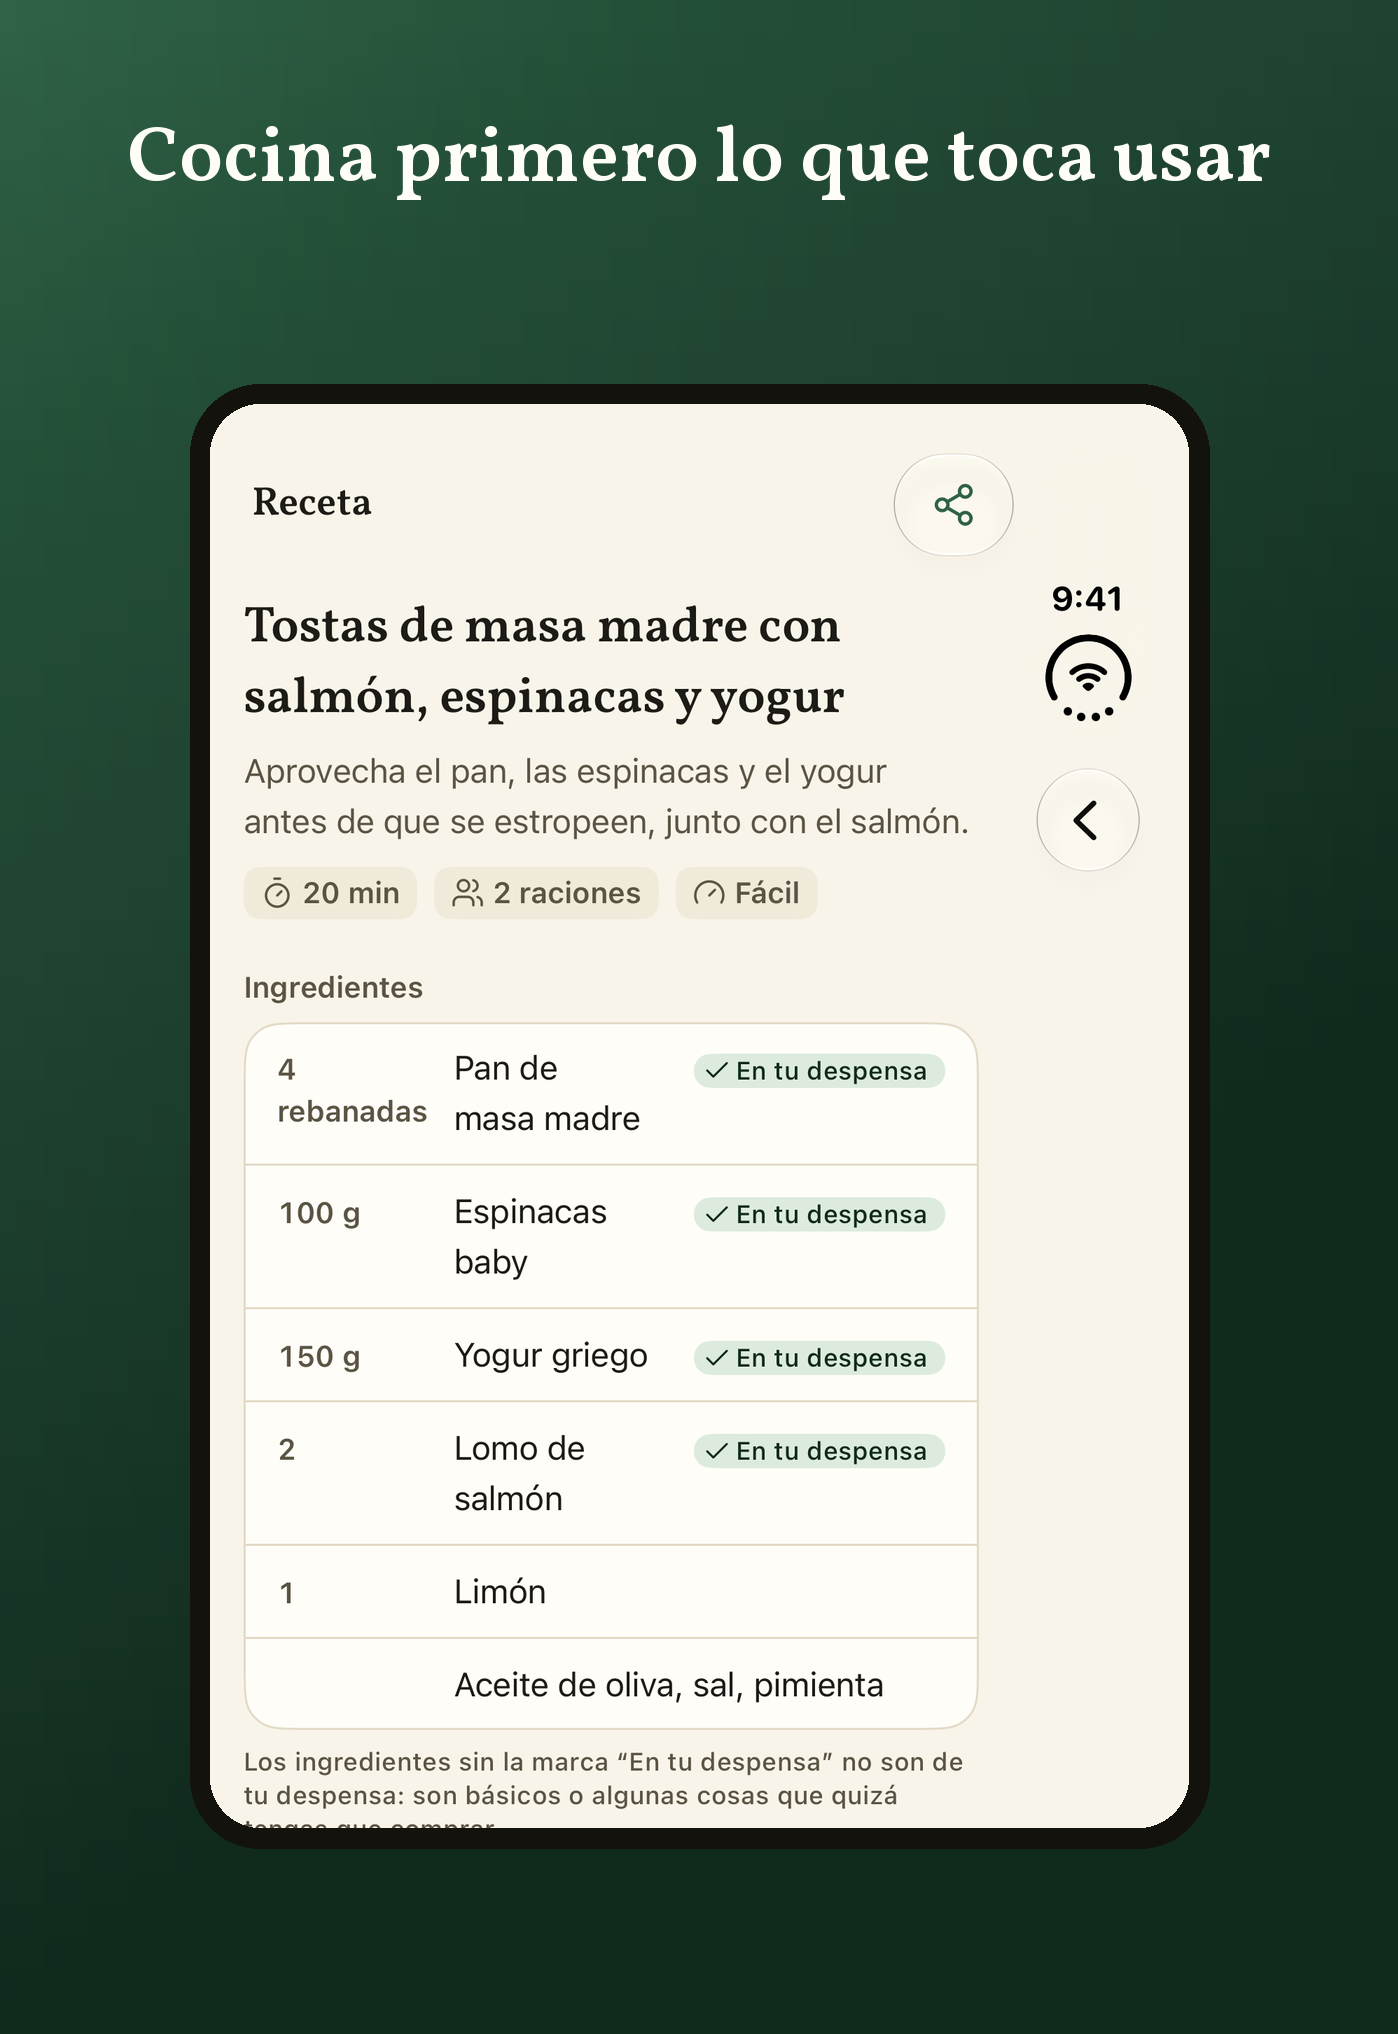 Cocina primero lo que toca usar
Receta
9:41
Tostas de masa madre con
salmón, espinacas y yogur
Aprovecha el pan, las espinacas y el yogur
antes de que se estropeen, junto con el salmón.
20 min
2 raciones
Fácil
Ingredientes
4
rebanadas
Pan de
masa madre
En tu despensa
100 g
Espinacas
baby
En tu despensa
150 g
Yogur griego
En tu despensa
2
Lomo de
salmón
En tu despensa
1
Limón
Aceite de oliva, sal, pimienta
Los ingredientes sin la marca “En tu despensa” no son de
tu despensa: son básicos o algunas cosas que quizá
tengas que comprar